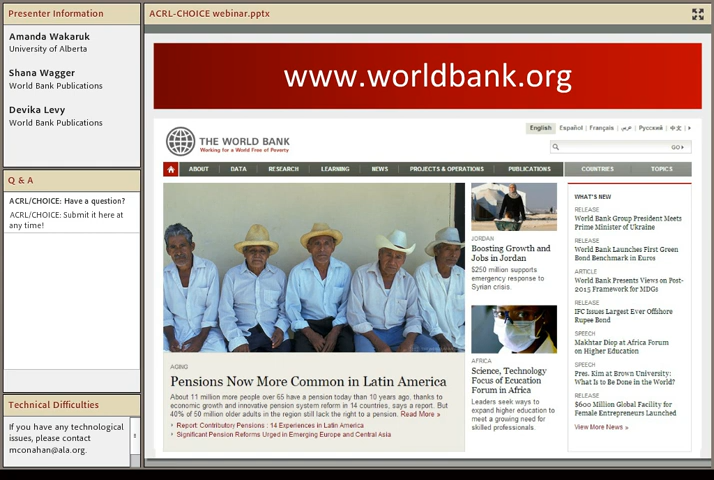 Presenter Information
Amanda Wakaruk
University of Alberta
Shana Wagger
World Bank Publications
Devika Levy
World Bank Publications
Q & A
ACRL/CHOICE: Have a question?
ACRL/CHOICE: Submit it here at
any time!
Technical Difficulties
If you have any technological
issues, please contact
mconahan@ala.org.
ACRL-CHOICE webinar.pptx
www.worldbank.org
English Español | Français | عربي | Русский | 中文 |
THE WORLD BANK
Working for a World Free of Poverty
GO
ABOUT DATA RESEARCH LEARNING NEWS PROJECTS & OPERATIONS PUBLICATIONS COUNTRIES TOPICS
AGING
Pensions Now More Common in Latin America
About 11 million more people over 65 have a pension today than 10 years ago, thanks to
economic growth and innovative pension system reform in 14 countries, says a report. But
40% of 50 million older adults in the region still lack the right to a pension. Read More »
Report: Contributory Pensions : 14 Experiences in Latin America
Significant Pension Reforms Urged in Emerging Europe and Central Asia
JORDAN
Boosting Growth and
Jobs in Jordan
$250 million supports
emergency response to
Syrian crisis.
AFRICA
Science, Technology
Focus of Ecucation
Forum in Africa
Leaders seek ways to
expand higher education to
meet a growing need for
skilled professionals.
WHAT'S NEW
RELEASE
World Bank Group President Meets
Prime Minister of Ukraine
RELEASE
World Bank Launches First Green
Bond Benchmark in Euros
ARTICLE
World Bank Presents Views on Post-
2015 Framework for MDGs
RELEASE
IFC Issues Largest Ever Offshore
Rupee Bond
SPEECH
Makhtar Diop at Africa Forum
on Higher Education
SPEECH
Pres. Kim at Brown University:
What Is to Be Done in the World?
RELEASE
$600 Million Global Facility for
Female Entrepreneurs Launched
View More News »